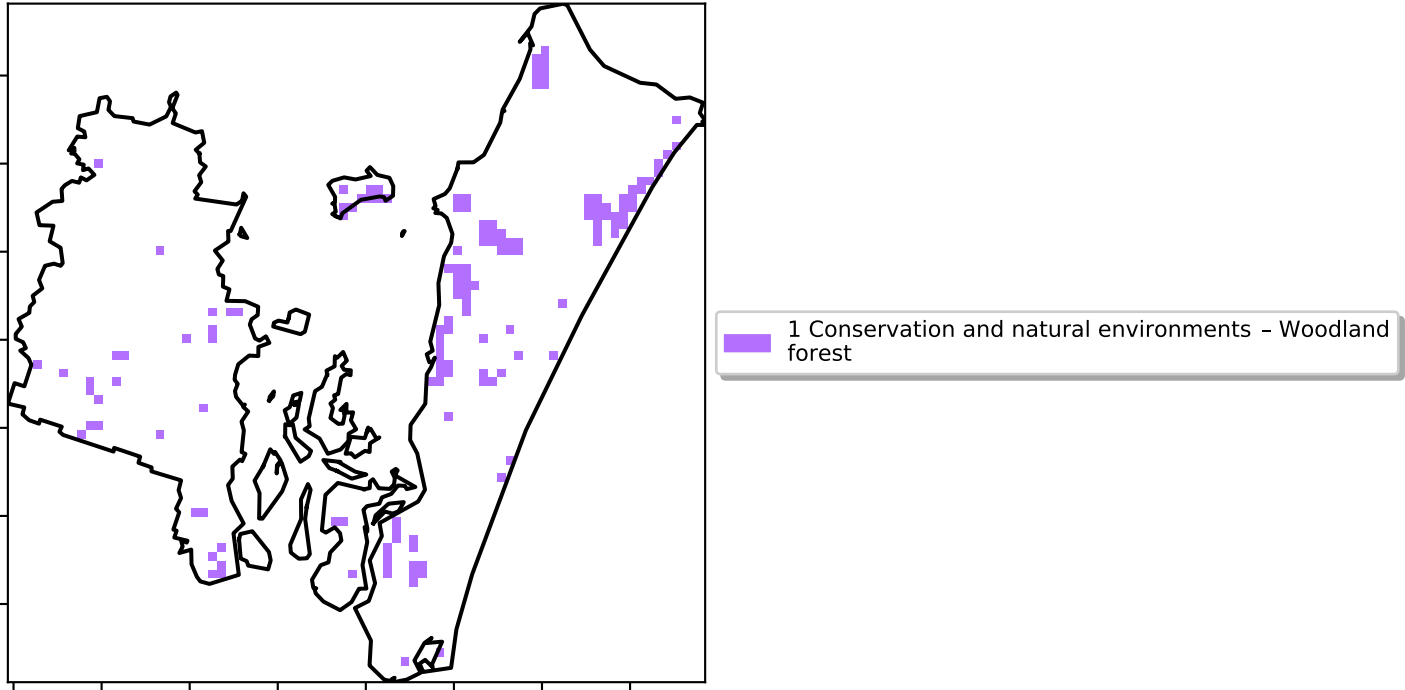 1 Conservation and natural environments – Woodland
forest